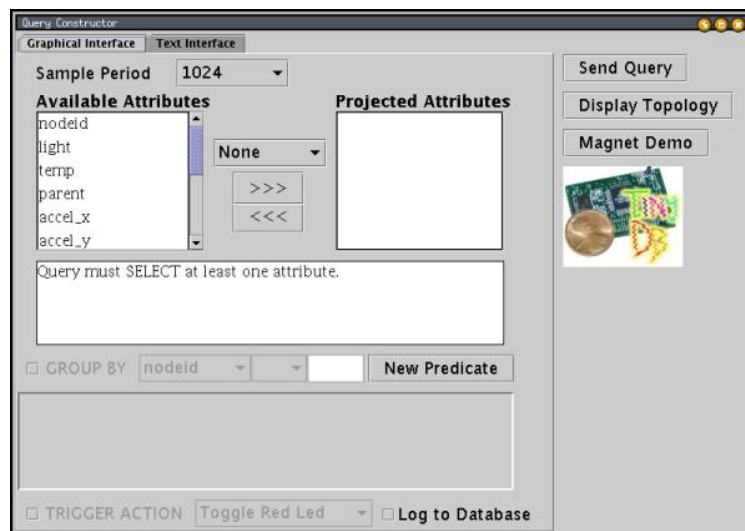 Query Constructor
Graphical Interface Text Interface
Sample Period 1024
Available Attributes
nodeid
light
temp
parent
accel_x
accel_y
None
>>>
<<<
Projected Attributes
Query must SELECT at least one attribute.
GROUP BY nodeid New Predicate
TRIGGER ACTION Toggle Red Led Log to Database
Send Query
Display Topology
Magnet Demo
Tiny
DB